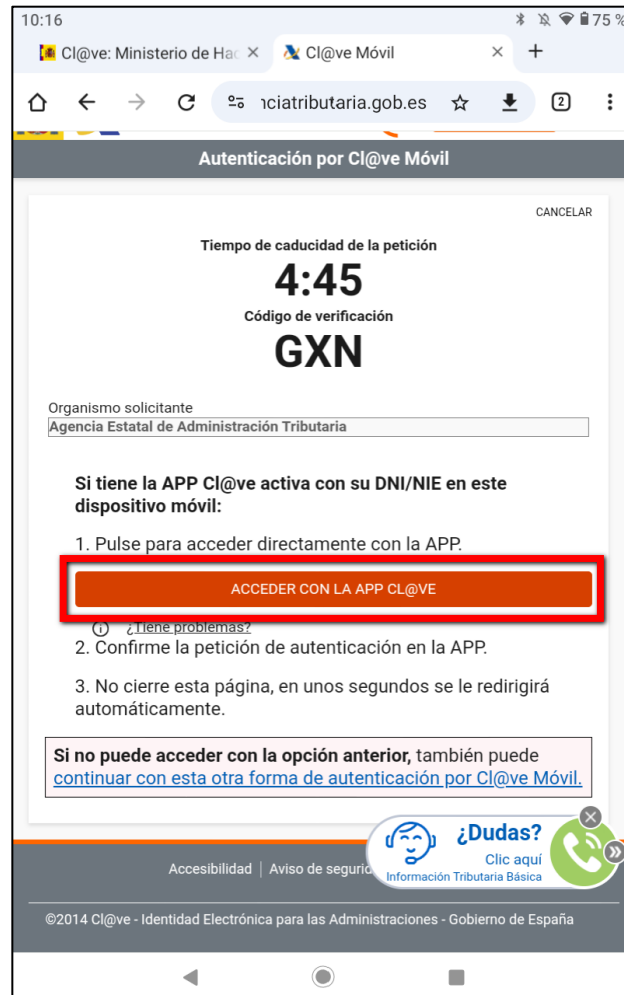 10:16 75 %
Cl@ve: Ministerio de Hac Cl@ve Móvil
nciatributaria.gob.es 2
Autenticación por Cl@ve Móvil
CANCELAR
Tiempo de caducidad de la petición
4:45
Código de verificación
GXN
Organismo solicitante
Agencia Estatal de Administración Tributaria
Si tiene la APP Cl@ve activa con su DNI/NIE en este
dispositivo móvil:
1. Pulse para acceder directamente con la APP.
ACCEDER CON LA APP CL@VE
¿Tiene problemas?
2. Confirme la petición de autenticación en la APP.
3. No cierre esta página, en unos segundos se le redirigirá
automáticamente.
Si no puede acceder con la opción anterior, también puede
continuar con esta otra forma de autenticación por Cl@ve Móvil.
¿Dudas?
Clic aquí
Información Tributaria Básica
Accesibilidad | Aviso de segurid
©2014 Cl@ve - Identidad Electrónica para las Administraciones - Gobierno de España